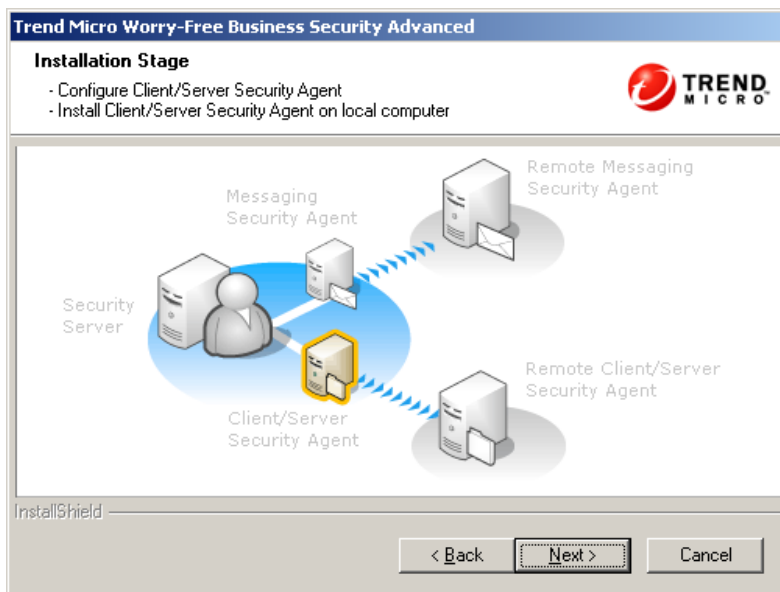 Trend Micro Worry-Free Business Security Advanced
Installation Stage
- Configure Client/Server Security Agent
- Install Client/Server Security Agent on local computer
TREND
MICRO™
Remote Messaging
Security Agent
Messaging
Security Agent
Security
Server
Remote Client/Server
Security Agent
Client/Server
Security Agent
InstallShield
< Back
Next >
Cancel